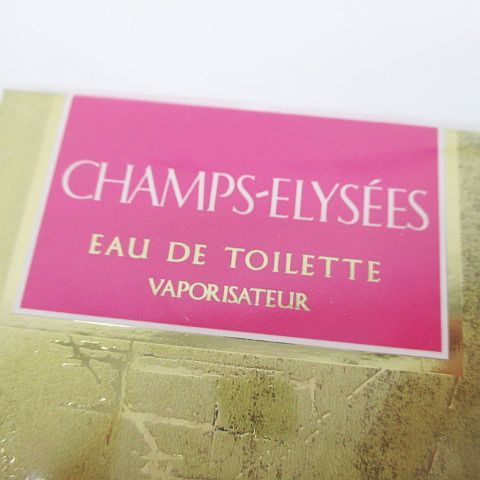 CHAMPS-ELYSÉES
EAU DE TOILETTE
VAPORISATEUR